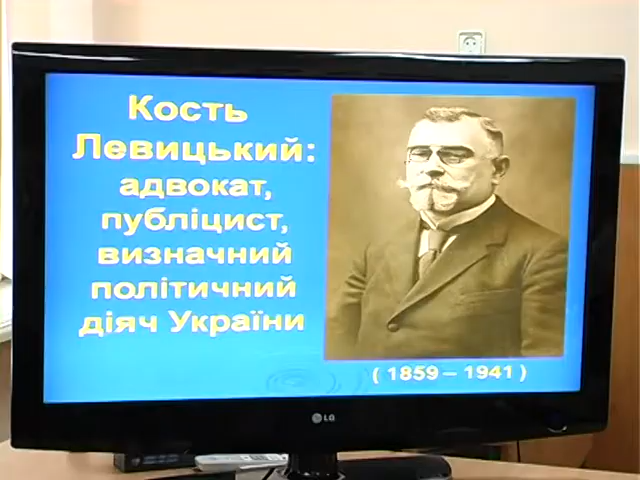 Кость
Левицький:
адвокат,
публіцист,
визначний
політичний
діяч України
( 1859 – 1941 )
LG